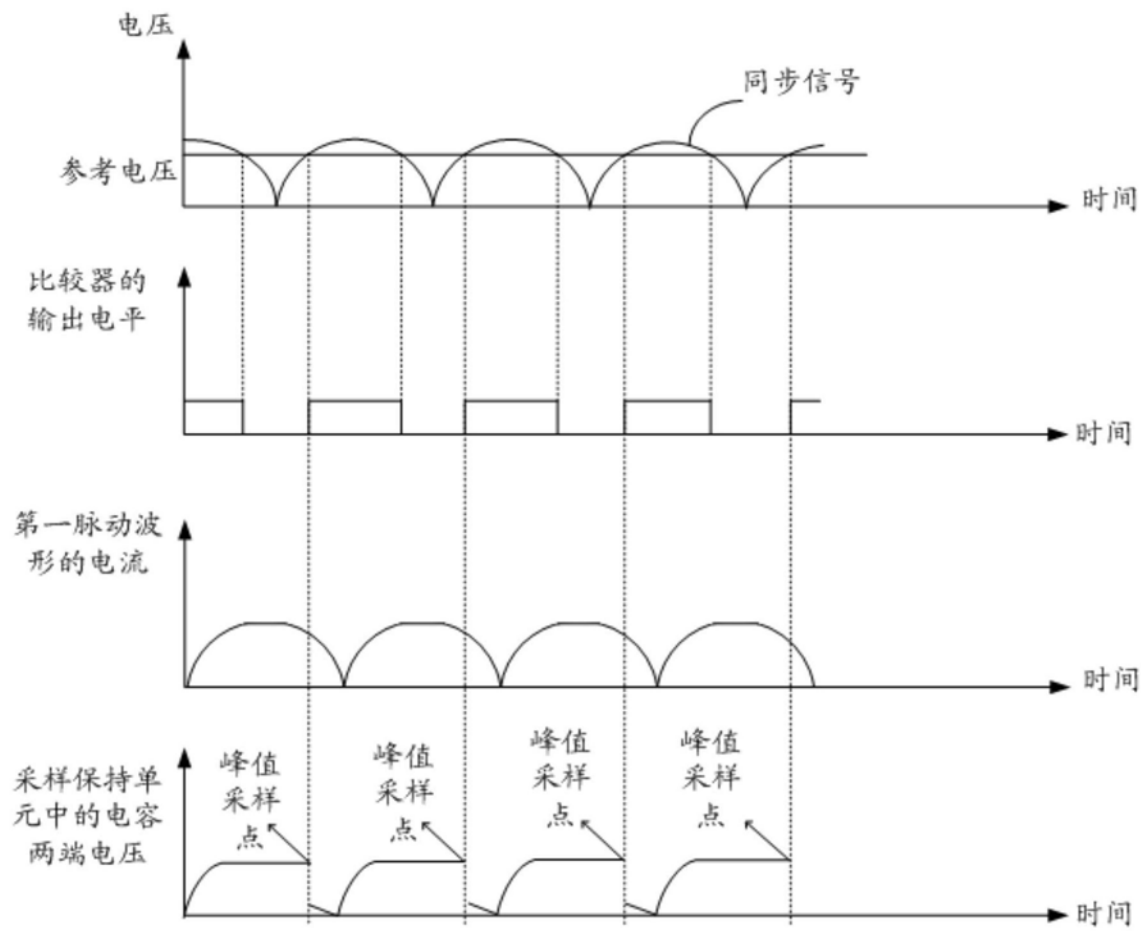 电压
同步信号
参考电压
时间
比较器的
输出电平
时间
第一脉动波
形的电流
时间
采样保持单
元中的电容
两端电压
峰值
采样
点
峰值
采样
点
峰值
采样
点
峰值
采样
点
时间